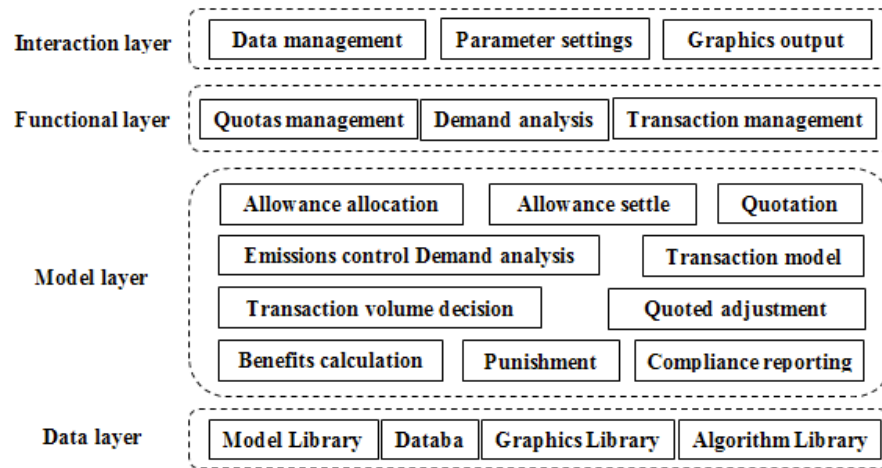 Interaction layer
Data management
Parameter settings
Graphics output
Functional layer
Quotas management
Demand analysis
Transaction management
Model layer
Allowance allocation
Allowance settle
Quotation
Emissions control Demand analysis
Transaction model
Transaction volume decision
Quoted adjustment
Benefits calculation
Punishment
Compliance reporting
Data layer
Model Library
Databa
Graphics Library
Algorithm Library